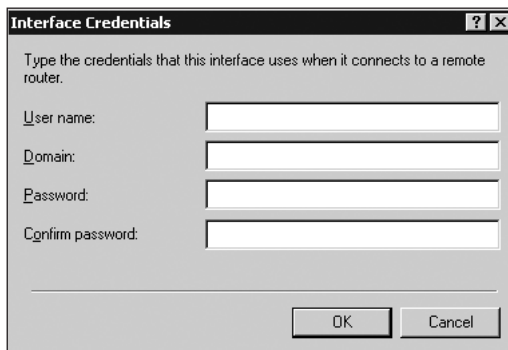 Interface Credentials
Type the credentials that this interface uses when it connects to a remote
router.
User name:
Domain:
Password:
Confirm password:
OK
Cancel